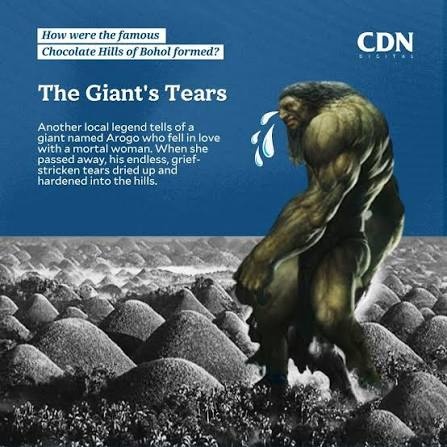 How were the famous
Chocolate Hills of Bohol formed?
CDN
DIGITAL
The Giant's Tears
Another local legend tells of a
giant named Arogo who fell in love
with a mortal woman. When she
passed away, his endless, grief-
stricken tears dried up and
hardened into the hills.